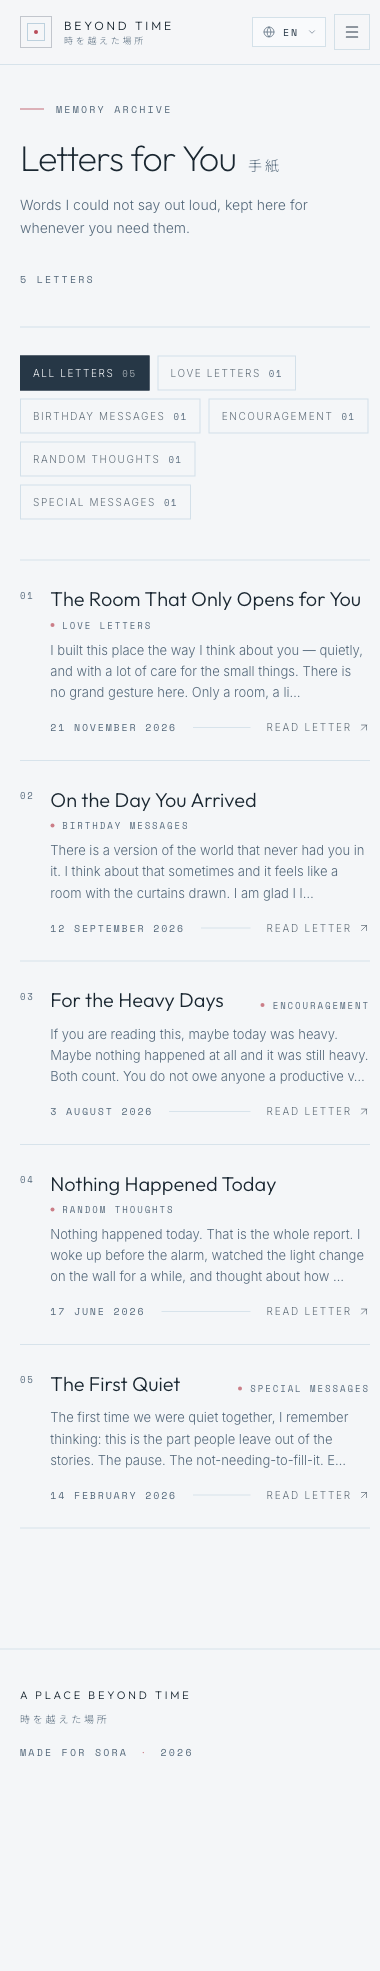 BEYOND TIME
時を越えた場所
EN
MEMORY ARCHIVE
Letters for You 手紙
Words I could not say out loud, kept here for
whenever you need them.
5 LETTERS
ALL LETTERS 05
LOVE LETTERS 01
BIRTHDAY MESSAGES 01
ENCOURAGEMENT 01
RANDOM THOUGHTS 01
SPECIAL MESSAGES 01
01 The Room That Only Opens for You
LOVE LETTERS
I built this place the way I think about you — quietly,
and with a lot of care for the small things. There is
no grand gesture here. Only a room, a li...
21 NOVEMBER 2026 READ LETTER ↗
02 On the Day You Arrived
BIRTHDAY MESSAGES
There is a version of the world that never had you in
it. I think about that sometimes and it feels like a
room with the curtains drawn. I am glad I l...
12 SEPTEMBER 2026 READ LETTER ↗
03 For the Heavy Days ENCOURAGEMENT
If you are reading this, maybe today was heavy.
Maybe nothing happened at all and it was still heavy.
Both count. You do not owe anyone a productive v...
3 AUGUST 2026 READ LETTER ↗
04 Nothing Happened Today
RANDOM THOUGHTS
Nothing happened today. That is the whole report. I
woke up before the alarm, watched the light change
on the wall for a while, and thought about how ...
17 JUNE 2026 READ LETTER ↗
05 The First Quiet SPECIAL MESSAGES
The first time we were quiet together, I remember
thinking: this is the part people leave out of the
stories. The pause. The not-needing-to-fill-it. E...
14 FEBRUARY 2026 READ LETTER ↗
A PLACE BEYOND TIME
時を越えた場所
MADE FOR SORA · 2026